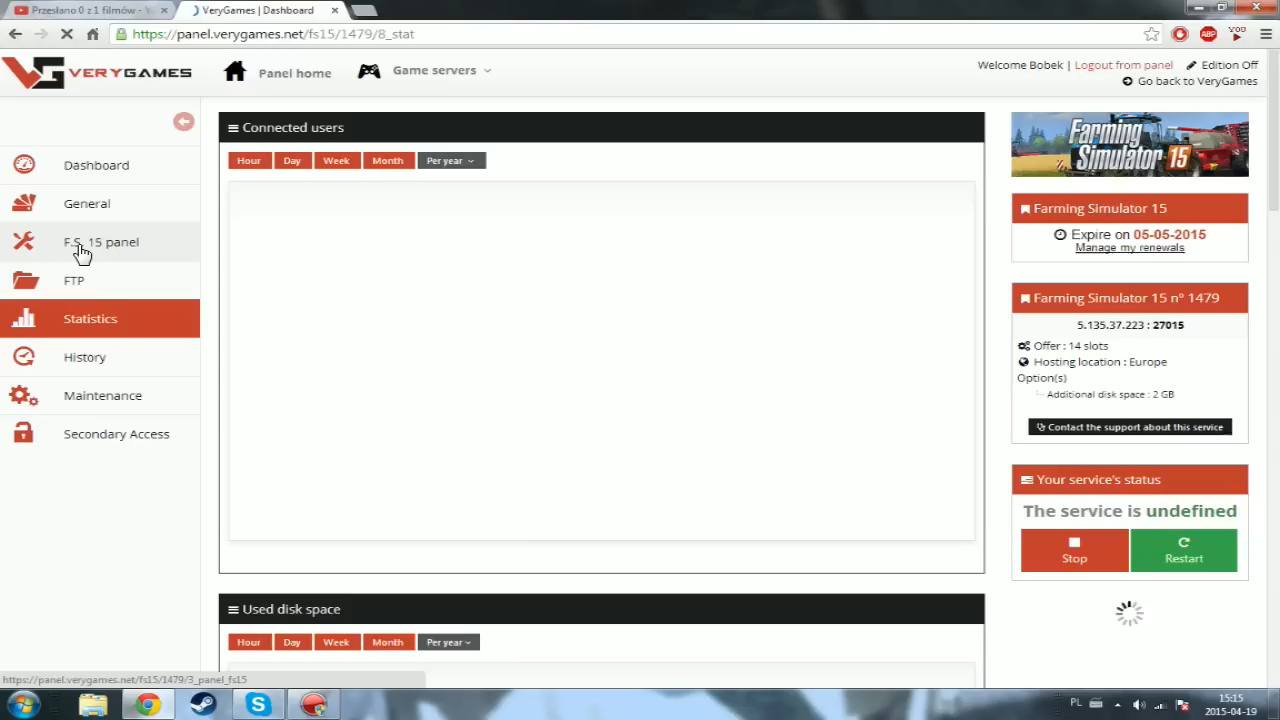 Przesłano 0 z 1 filmów - Yo
VeryGames | Dashboard
https://panel.verygames.net/fs15/1479/8_stat
ABP
VERYGAMES
Panel home
Game servers
Welcome Bobek | Logout from panel
Edition Off
Go back to VeryGames
Dashboard
General
F.S. 15 panel
FTP
Statistics
History
Maintenance
Secondary Access
Connected users
Hour
Day
Week
Month
Per year
Used disk space
Hour
Day
Week
Month
Per year
Farming
Simulator 15
Farming Simulator 15
Expire on 05-05-2015
Manage my renewals
Farming Simulator 15 n° 1479
5.135.37.223 : 27015
Offer : 14 slots
Hosting location : Europe
Option(s)
Additional disk space : 2 GB
Contact the support about this service
Your service's status
The service is undefined
Stop
Restart
https://panel.verygames.net/fs15/1479/3_panel_fs15
PL
15:15
2015-04-19